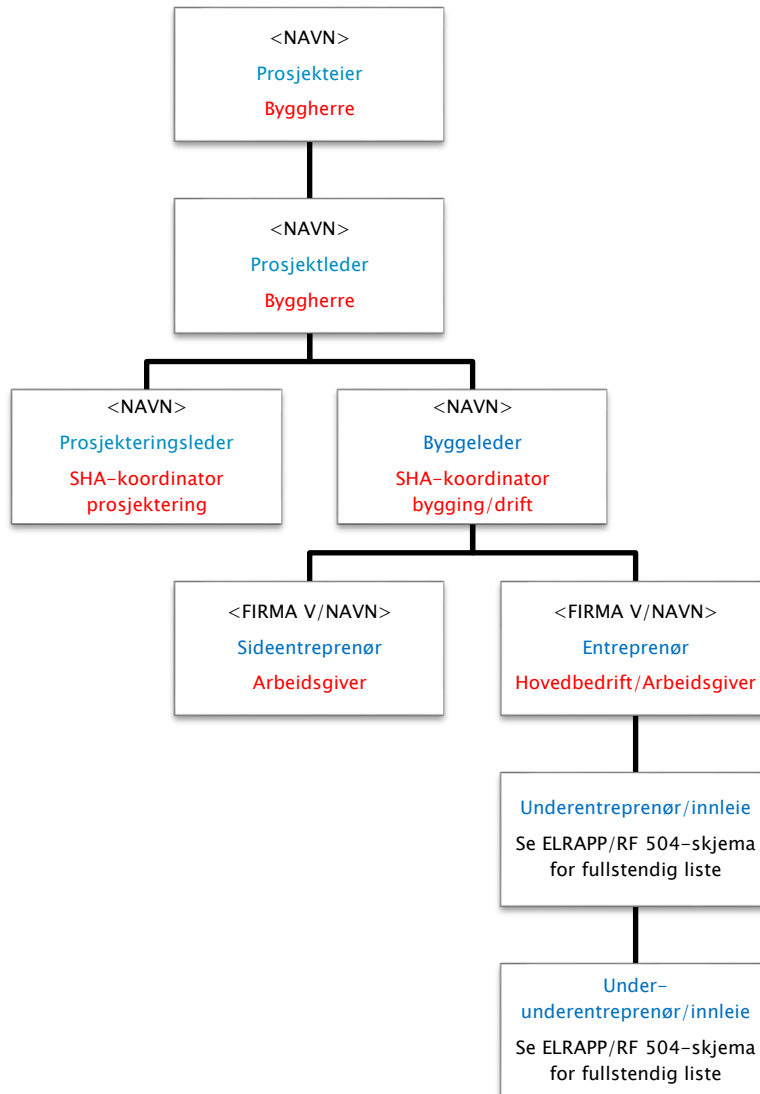 <NAVN>
Prosjekteier
Byggherre
<NAVN>
Prosjektleder
Byggherre
<NAVN>
Prosjekteringsleder
SHA-koordinator
prosjektering
<NAVN>
Byggeleder
SHA-koordinator
bygging/drift
<FIRMA V/NAVN>
Sideentreprenør
Arbeidsgiver
<FIRMA V/NAVN>
Entreprenør
Hovedbedrift/Arbeidsgiver
Underentreprenør/innleie
Se ELRAPP/RF 504-skjema
for fullstendig liste
Under-
underentreprenør/innleie
Se ELRAPP/RF 504-skjema
for fullstendig liste